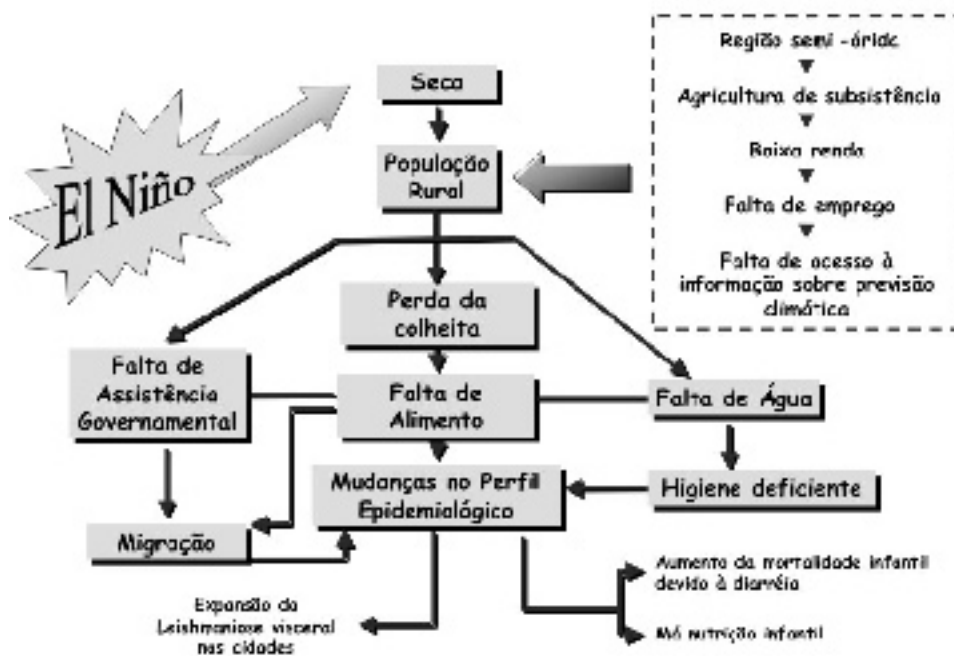 El Niño
Seca
População
Rural
Região semi -árida
Agricultura de subsistência
Baixa renda
Falta de emprego
Falta de acesso à
informação sobre previsão
climática
Perda da
colheita
Falta de
Assistência
Governamental
Falta de
Alimento
Falta de Água
Mudanças no Perfil
Epidemiológico
Higiene deficiente
Migração
Expansão da
Leishmaniose visceral
nas cidades
Aumento da mortalidade infantil
devido à diarréia
Má nutrição infantil